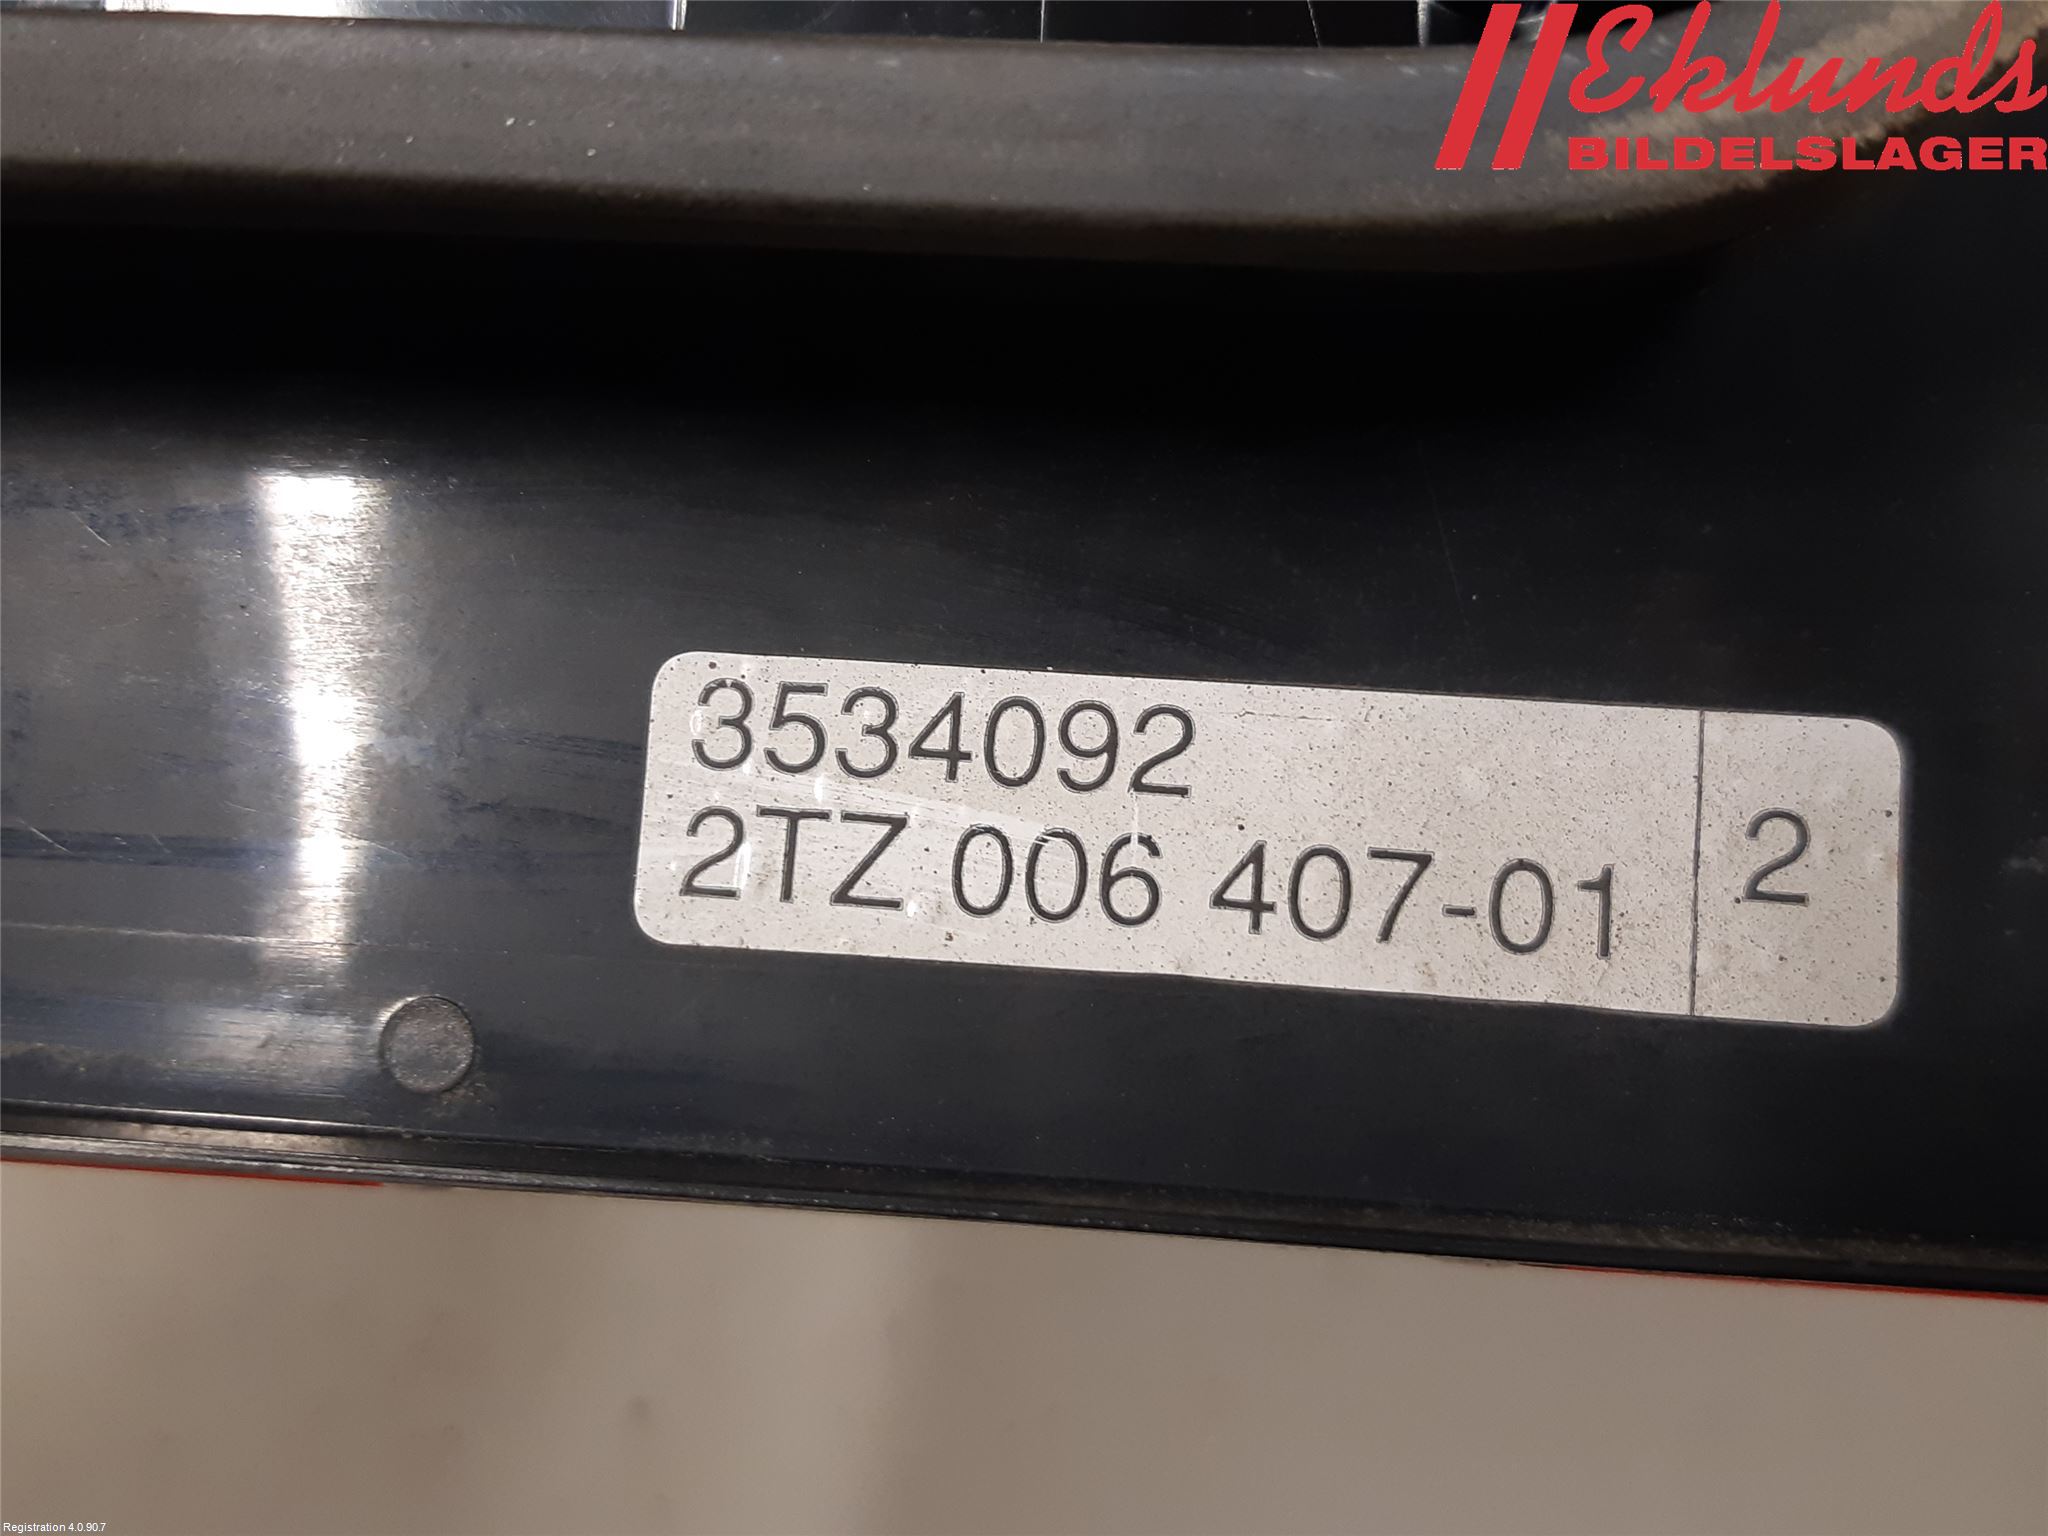 Eklunds
BILDELSLAGER
3534092
2TZ 006 407-01 2
Registration 4.0.90.7